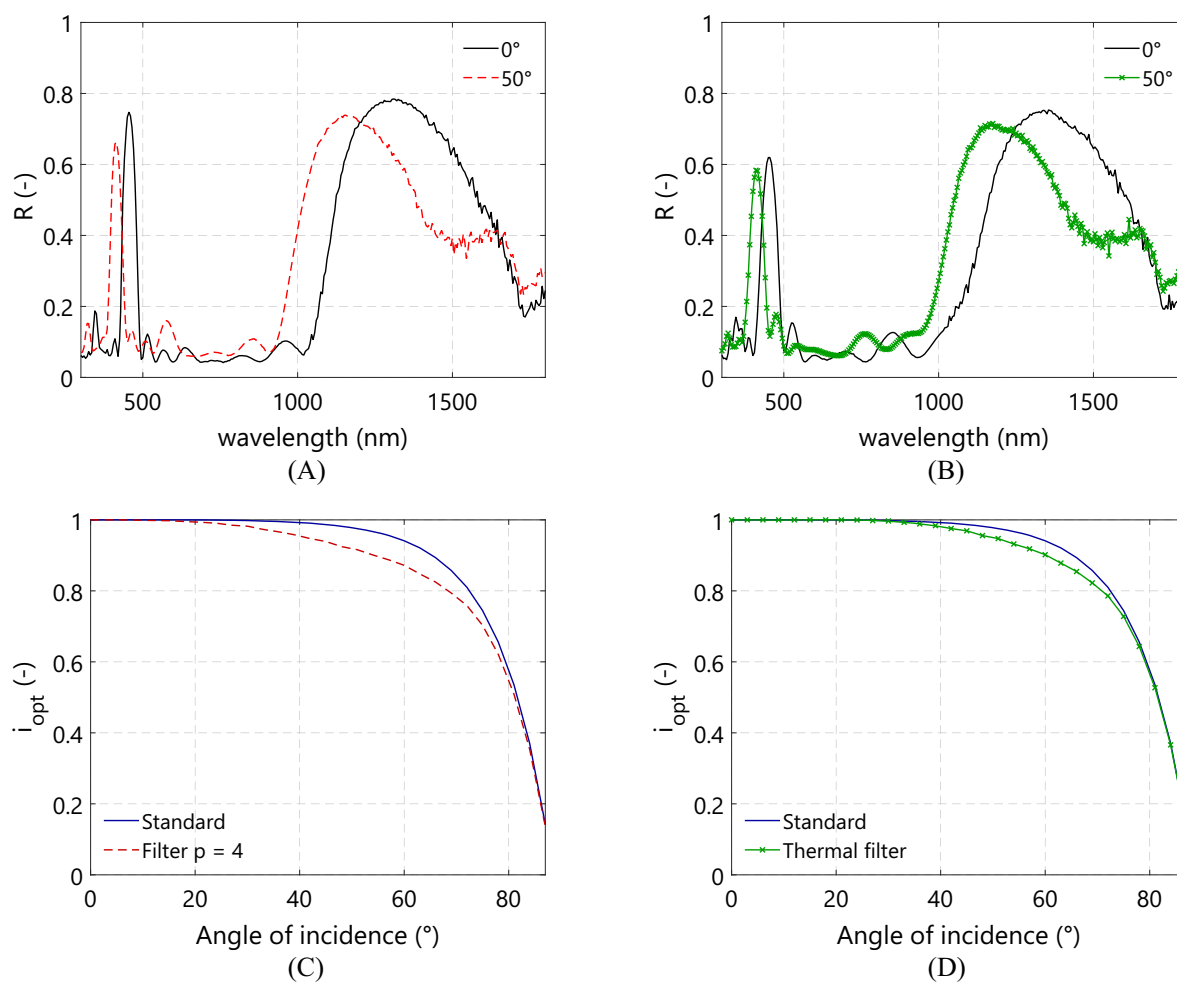 1
0.8
0.6
0.4
0.2
0
R (-)
0°
50°
500
1000
1500
wavelength (nm)
(A)
1
0.8
0.6
0.4
0.2
0
R (-)
0°
50°
500
1000
1500
wavelength (nm)
(B)
1
0.8
0.6
0.4
0.2
0
i_opt (-)
Standard
Filter p = 4
0
20
40
60
80
Angle of incidence (°)
(C)
1
0.8
0.6
0.4
0.2
0
i_opt (-)
Standard
Thermal filter
0
20
40
60
80
Angle of incidence (°)
(D)